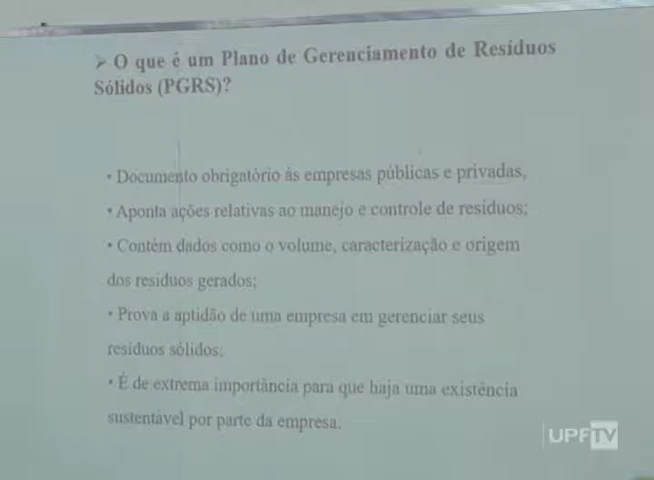 ➤ O que é um Plano de Gerenciamento de Resíduos
Sólidos (PGRS)?
• Documento obrigatório às empresas públicas e privadas,
• Aponta ações relativas ao manejo e controle de resíduos;
• Contém dados como o volume, caracterização e origem
dos resíduos gerados;
• Prova a aptidão de uma empresa em gerenciar seus
resíduos sólidos;
• É de extrema importância para que haja uma existência
sustentável por parte da empresa.
UPFTV